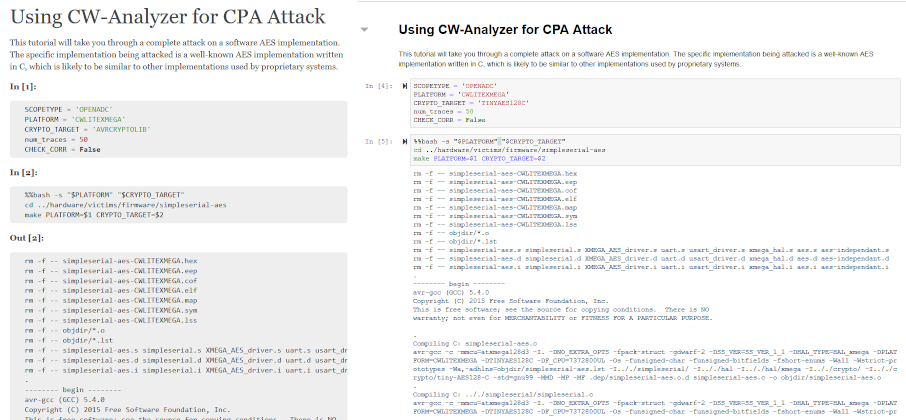 Using CW-Analyzer for CPA Attack
This tutorial will take you through a complete attack on a software AES implementation.
The specific implementation being attacked is a well-known AES implementation written
in C, which is likely to be similar to other implementations used by proprietary systems.
In [1]:
SCOPETYPE = 'OPENADC'
PLATFORM = 'CWLITEXMEGA'
CRYPTO_TARGET = 'AVRCRYPTOLIB'
num_traces = 50
CHECK_CORR = False
In [2]:
%%bash -s "$PLATFORM" "$CRYPTO_TARGET"
cd ../hardware/victims/firmware/simpleserial-aes
make PLATFORM=$1 CRYPTO_TARGET=$2
Out [2]:
rm -f -- simpleserial-aes-CWLITEXMEGA.hex
rm -f -- simpleserial-aes-CWLITEXMEGA.eep
rm -f -- simpleserial-aes-CWLITEXMEGA.cof
rm -f -- simpleserial-aes-CWLITEXMEGA.elf
rm -f -- simpleserial-aes-CWLITEXMEGA.map
rm -f -- simpleserial-aes-CWLITEXMEGA.sym
rm -f -- simpleserial-aes-CWLITEXMEGA.lss
rm -f -- objdir/*.o
rm -f -- objdir/*.lst
rm -f -- simpleserial-aes.s simpleserial.s XMEGA_AES_driver.s uart.s usart_dr
rm -f -- simpleserial-aes.d simpleserial.d XMEGA_AES_driver.d uart.d usart_dr
rm -f -- simpleserial-aes.i simpleserial.i XMEGA_AES_driver.i uart.i usart_dr
.
-------- begin --------
avr-gcc (GCC) 5.4.0
Copyright (C) 2015 Free Software Foundation, Inc.
This is free software; see the source for copying conditions. There is NO
Using CW-Analyzer for CPA Attack
This tutorial will take you through a complete attack on a software AES implementation. The specific implementation being attacked is a well-known AES
implementation written in C, which is likely to be similar to other implementations used by proprietary systems.
In [4]:
SCOPETYPE = 'OPENADC'
PLATFORM = 'CWLITEXMEGA'
CRYPTO_TARGET = 'TINYAES128C'
num_traces = 50
CHECK_CORR = False
In [5]:
%%bash -s "$PLATFORM" "$CRYPTO_TARGET"
cd ../hardware/victims/firmware/simpleserial-aes
make PLATFORM=$1 CRYPTO_TARGET=$2
rm -f -- simpleserial-aes-CWLITEXMEGA.hex
rm -f -- simpleserial-aes-CWLITEXMEGA.eep
rm -f -- simpleserial-aes-CWLITEXMEGA.cof
rm -f -- simpleserial-aes-CWLITEXMEGA.elf
rm -f -- simpleserial-aes-CWLITEXMEGA.map
rm -f -- simpleserial-aes-CWLITEXMEGA.sym
rm -f -- simpleserial-aes-CWLITEXMEGA.lss
rm -f -- objdir/*.o
rm -f -- objdir/*.lst
rm -f -- simpleserial-aes.s simpleserial.s XMEGA_AES_driver.s uart.s usart_driver.s xmega_hal.s aes.s aes-independant.s
rm -f -- simpleserial-aes.d simpleserial.d XMEGA_AES_driver.d uart.d usart_driver.d xmega_hal.d aes.d aes-independant.d
rm -f -- simpleserial-aes.i simpleserial.i XMEGA_AES_driver.i uart.i usart_driver.i xmega_hal.i aes.i aes-independant.i
.
-------- begin --------
avr-gcc (GCC) 5.4.0
Copyright (C) 2015 Free Software Foundation, Inc.
This is free software; see the source for copying conditions. There is NO
warranty; not even for MERCHANTABILITY or FITNESS FOR A PARTICULAR PURPOSE.
.
Compiling C: simpleserial-aes.c
avr-gcc -c -mmcu=atxmega128d3 -I. -DNO_EXTRA_OPTS -fpack-struct -gdwarf-2 -DSS_VER=SS_VER_1_1 -DHAL_TYPE=HAL_xmega -DPLAT
FORM=CWLITEXMEGA -DTINYAES128C -DF_CPU=7372800UL -Os -funsigned-char -funsigned-bitfields -fshort-enums -Wall -Wstrict-pr
ototypes -Wa,-adhlns=objdir/simpleserial-aes.lst -I.././simpleserial/ -I.././hal -I.././hal/xmega -I.././crypto/ -I.././c
rypto/tiny-AES128-C -std=gnu99 -MMD -MP -MF .dep/simpleserial-aes.o.d simpleserial-aes.c -o objdir/simpleserial-aes.o
.
Compiling C: .././simpleserial/simpleserial.c
avr-gcc -c -mmcu=atxmega128d3 -I. -DNO_EXTRA_OPTS -fpack-struct -gdwarf-2 -DSS_VER=SS_VER_1_1 -DHAL_TYPE=HAL_xmega -DPLAT
FORM=CWLITEXMEGA -DTINYAES128C -DF_CPU=7372800UL -Os -funsigned-char -funsigned-bitfields -fshort-enums -Wall -Wstrict-pr